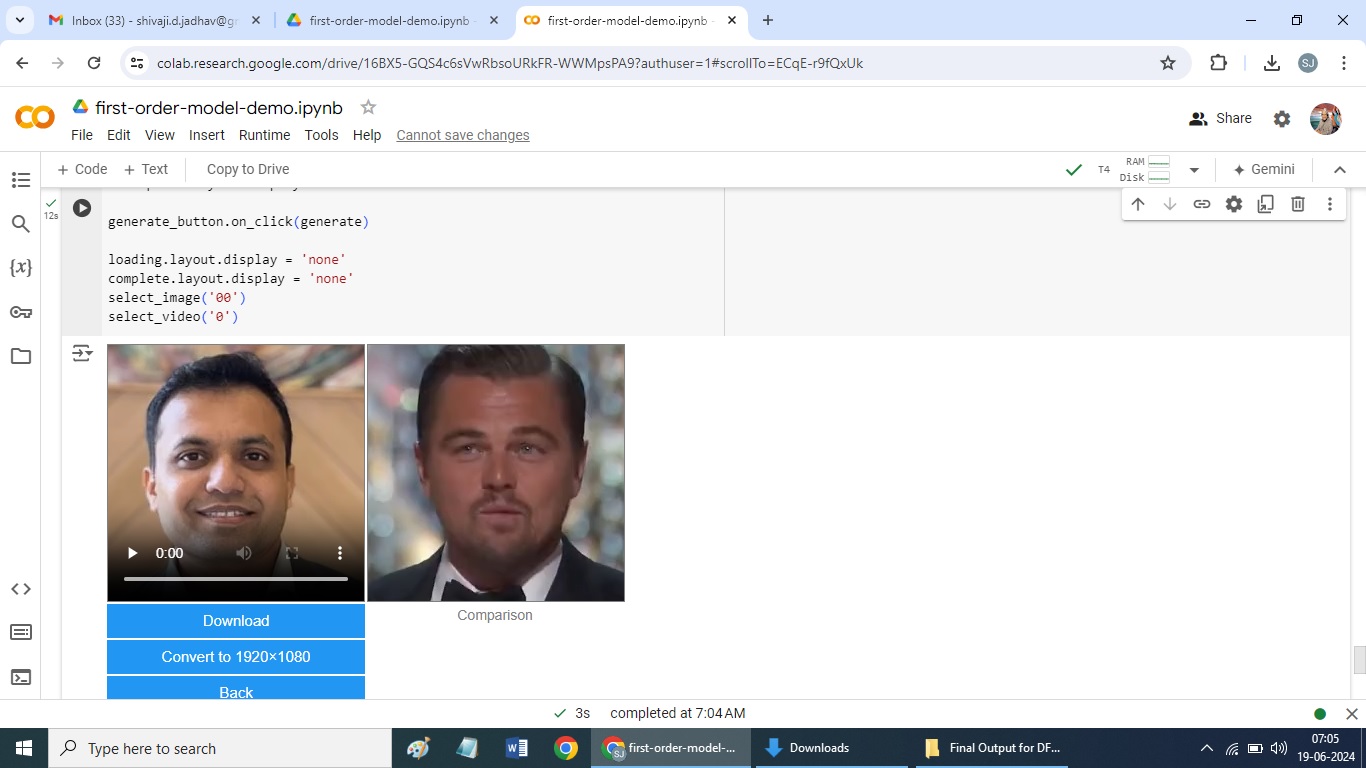 Inbox (33) - shivaji.d.jadhav@g
first-order-model-demo.ipynb -
first-order-model-demo.ipynb -
colab.research.google.com/drive/16BX5-GQS4c6sVwRbsoURkFR-WWMpsPA9?authuser=1#scrollTo=ECqE-r9fQxUk
SJ
first-order-model-demo.ipynb
File Edit View Insert Runtime Tools Help Cannot save changes
Share
+ Code + Text Copy to Drive
T4 RAM Disk Gemini
12s
generate_button.on_click(generate)
loading.layout.display = 'none'
complete.layout.display = 'none'
select_image('00')
select_video('0')
{x}
0:00
Download
Comparison
Convert to 1920×1080
Back
3s completed at 7:04 AM
Type here to search
first-order-model-...
Downloads
Final Output for DF...
07:05
19-06-2024